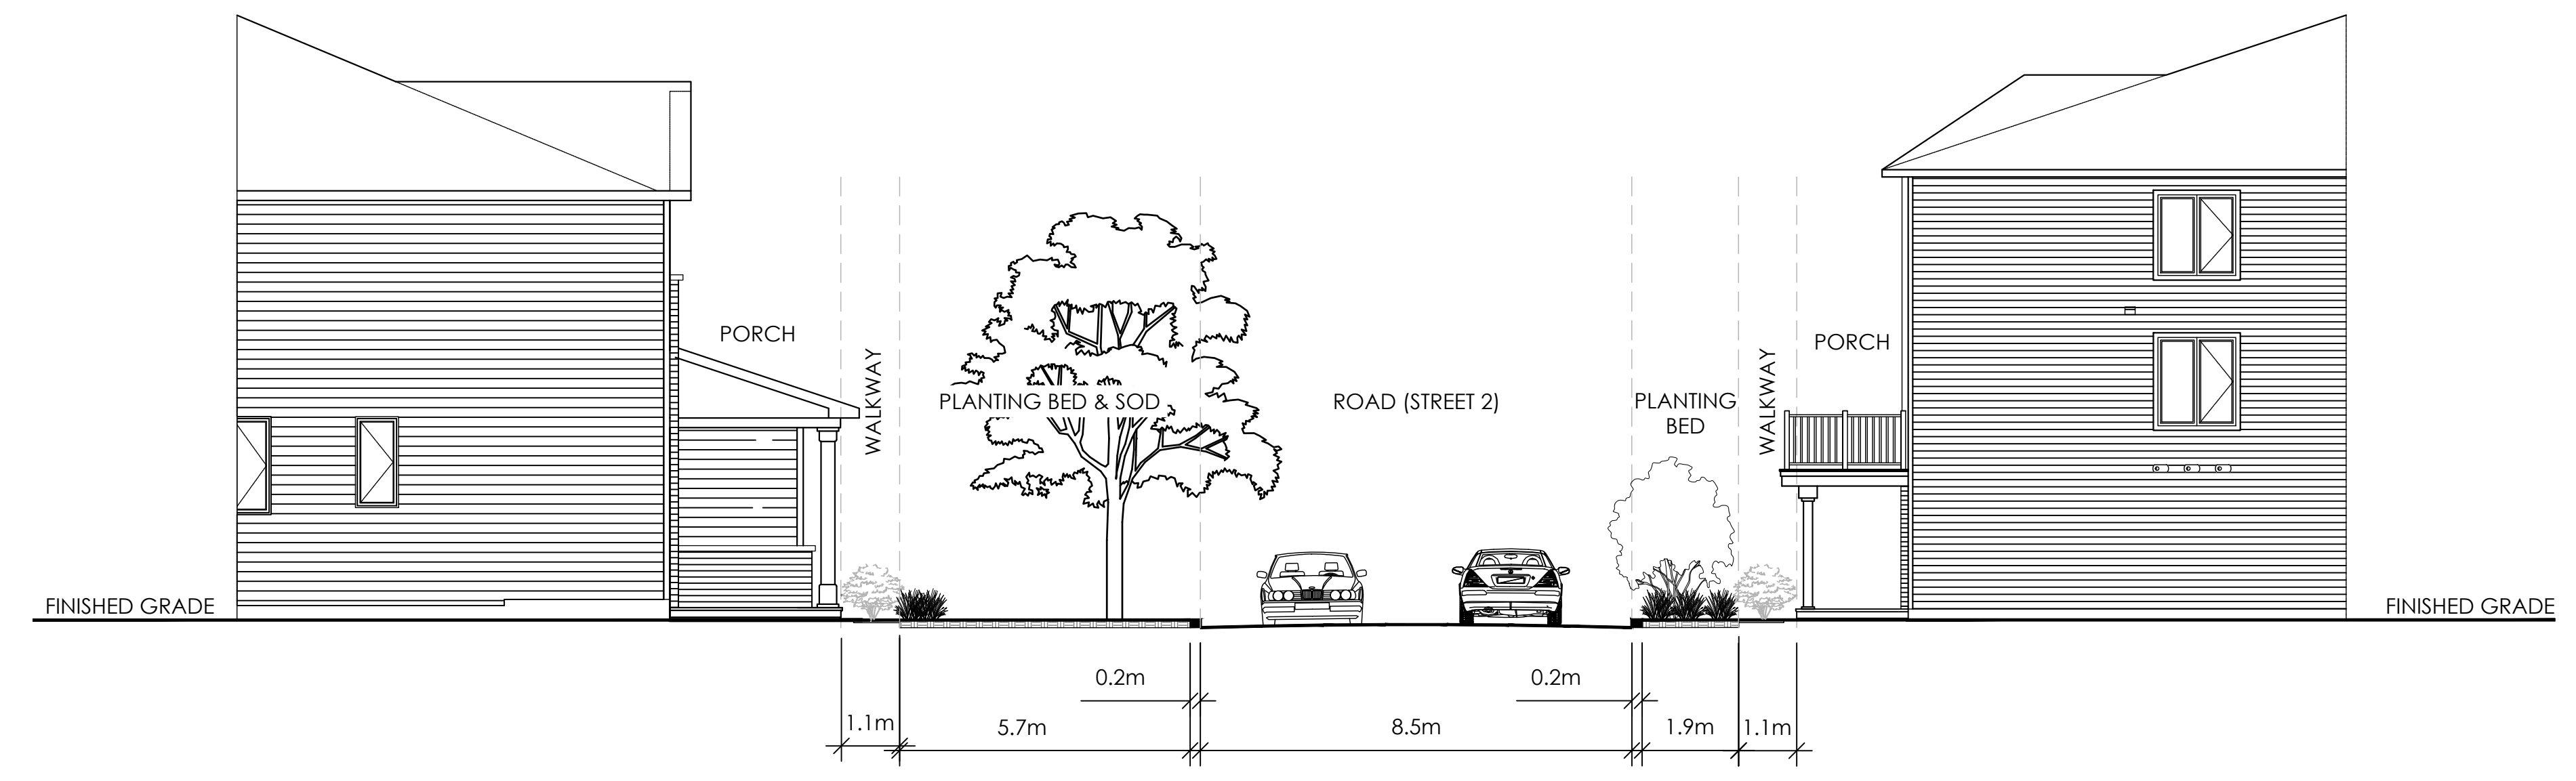 PORCH
PORCH
WALKWAY
WALKWAY
PLANTING BED & SOD
ROAD (STREET 2)
PLANTING
BED
FINISHED GRADE
FINISHED GRADE
0.2m
0.2m
1.1m
5.7m
8.5m
1.9m
1.1m